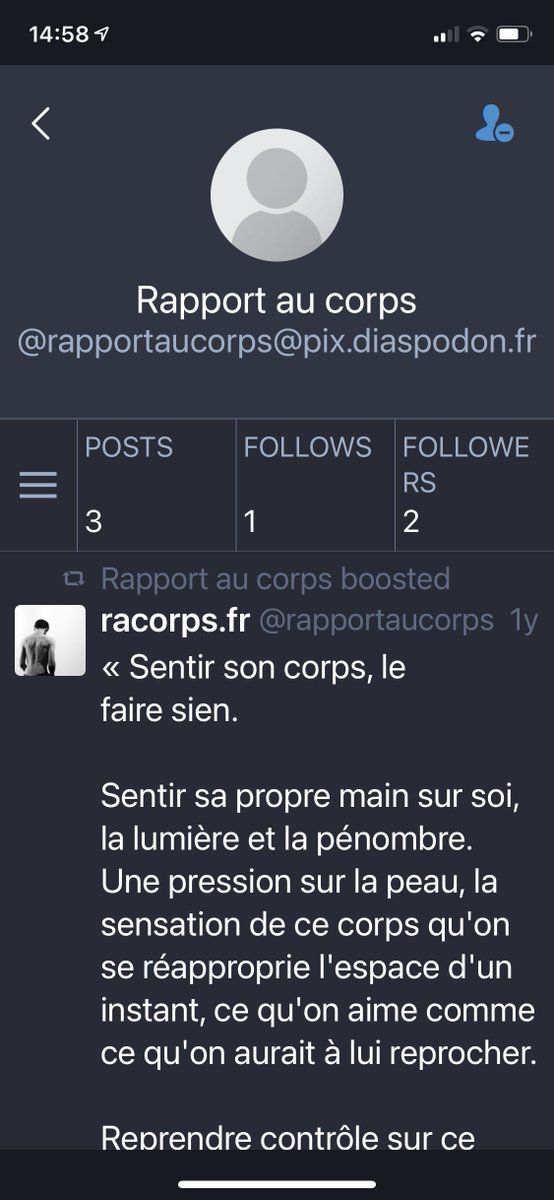 14:58
Rapport au corps
@rapportaucorps@pix.diaspodon.fr
POSTS
3
FOLLOWS
1
FOLLOWE
RS
2
Rapport au corps boosted
racorps.fr @rapportaucorps 1y
« Sentir son corps, le
faire sien.
Sentir sa propre main sur soi,
la lumière et la pénombre.
Une pression sur la peau, la
sensation de ce corps qu'on
se réapproprie l'espace d'un
instant, ce qu'on aime comme
ce qu'on aurait à lui reprocher.
Reprendre contrôle sur ce